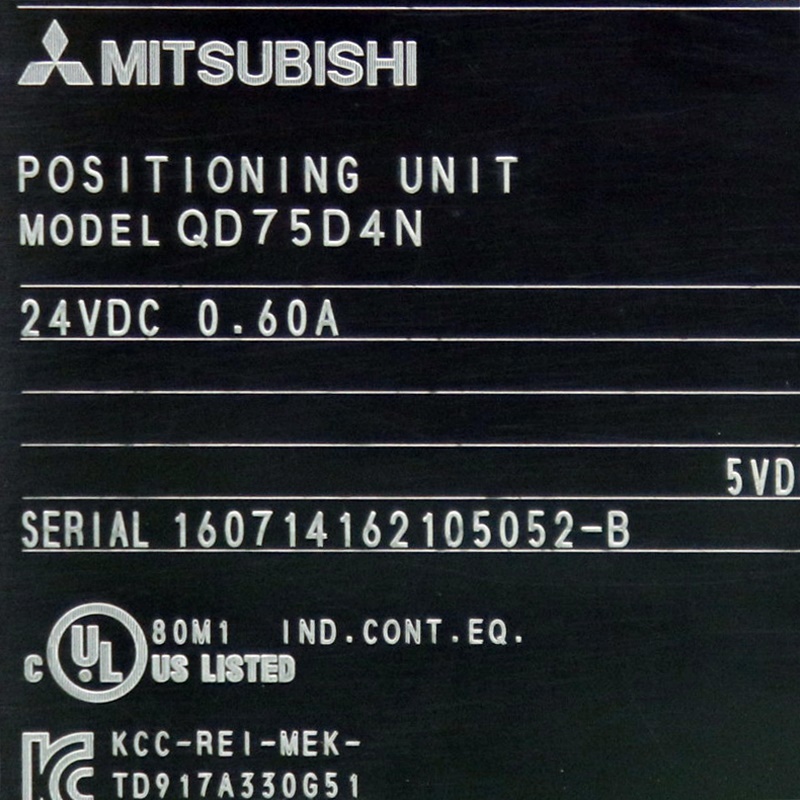 MITSUBISHI
POSITIONING UNIT
MODEL QD75D4N
24VDC 0.60A
5VD
SERIAL 160714162105052-B
80M1 IND.CONT.EQ.
C UL US LISTED
KCC-REI-MEK-
TD917A330G51